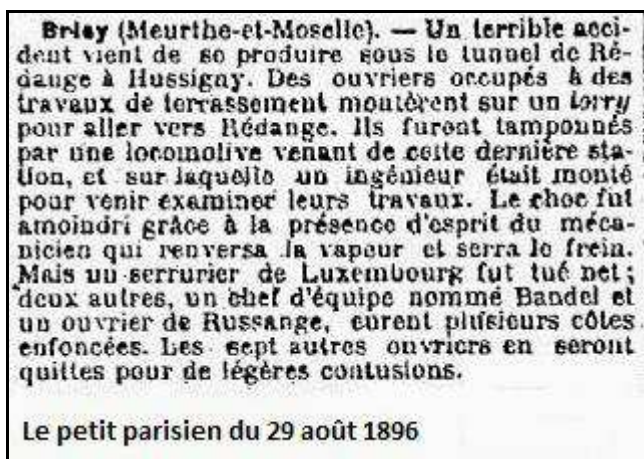 Briey (Meurthe-et-Moselle). — Un terrible acci-
dent vient de se produire sous le tunnel de Ré-
dange à Hussigny. Des ouvriers occupés à des
travaux de terrassement montèrent sur un lorry
pour aller vers Rédange. Ils furent tamponnés
par une locomotive venant de cette dernière sta-
tion, et sur laquelle un ingénieur était monté
pour venir examiner leurs travaux. Le choc fut
amoindri grâce à la présence d'esprit du méca-
nicien qui renversa la vapeur et serra le frein.
Mais un serrurier de Luxembourg fut tué net ;
deux autres, un chef d'équipe nommé Bandel et
un ouvrier de Russange, eurent plusieurs côtes
enfoncées. Les sept autres ouvriers en seront
quittes pour de légères contusions.
Le petit parisien du 29 août 1896